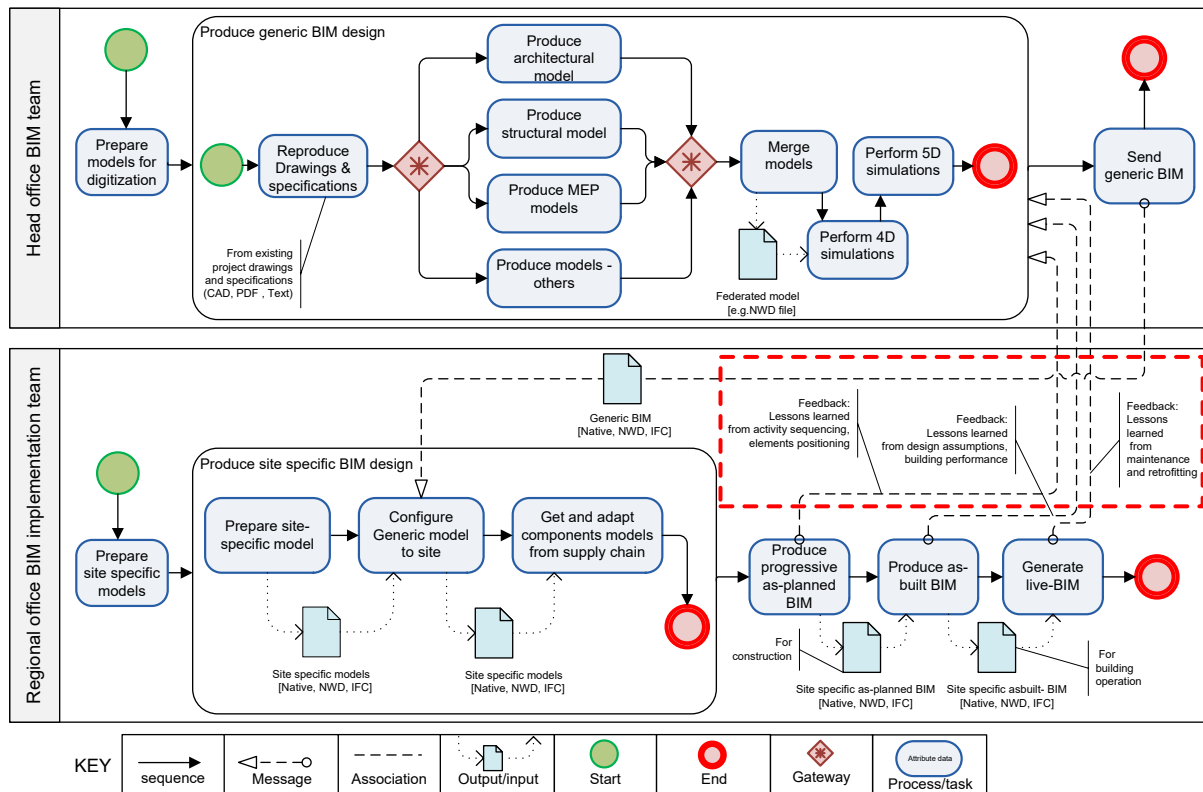 Head office BIM team
Produce generic BIM design
Prepare
models for
digitization
Reproduce
Drawings &
specifications
From existing
project drawings
and specifications
(CAD, PDF , Text)
Produce
architectural
model
Produce
structural model
Produce MEP
models
Produce models -
others
Merge
models
Federated model
[e.g.NWD file]
Perform 4D
simulations
Perform 5D
simulations
Send
generic BIM
Regional office BIM implementation team
Generic BIM
[Native, NWD, IFC]
Feedback:
Lessons learned
from activity sequencing,
elements positioning
Feedback:
Lessons learned
from design assumptions,
building performance
Feedback:
Lessons
learned
from
maintenance
and retrofitting
Prepare
site specific
models
Produce site specific BIM design
Prepare site-
specific model
Configure
Generic model
to site
Get and adapt
components models
from supply chain
Site specific models
[Native, NWD, IFC]
Site specific models
[Native, NWD, IFC]
Produce
progressive
as-planned
BIM
Produce as-
built BIM
Generate
live-BIM
For
construction
Site specific as-planned BIM
[Native, NWD, IFC]
Site specific asbuilt- BIM
[Native, NWD, IFC]
For
building
operation
KEY
sequence
Message
Association
Output/input
Start
End
Gateway
Attribute data
Process/task